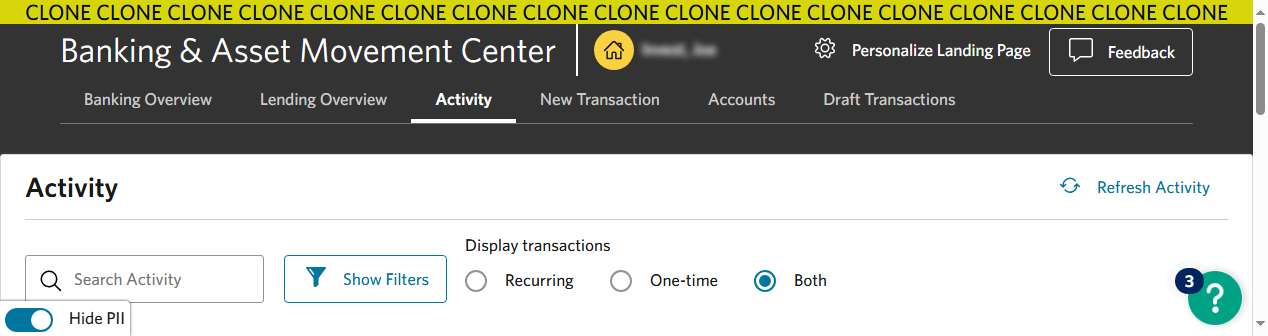 CLONE CLONE CLONE CLONE CLONE CLONE CLONE CLONE CLONE CLONE CLONE CLONE CLONE CLONE CLONE CLONE CLONE
Banking & Asset Movement Center
Personalize Landing Page
Feedback
Banking Overview
Lending Overview
Activity
New Transaction
Accounts
Draft Transactions
Activity
Refresh Activity
Display transactions
Search Activity
Show Filters
Recurring
One-time
Both
3
?
Hide PII